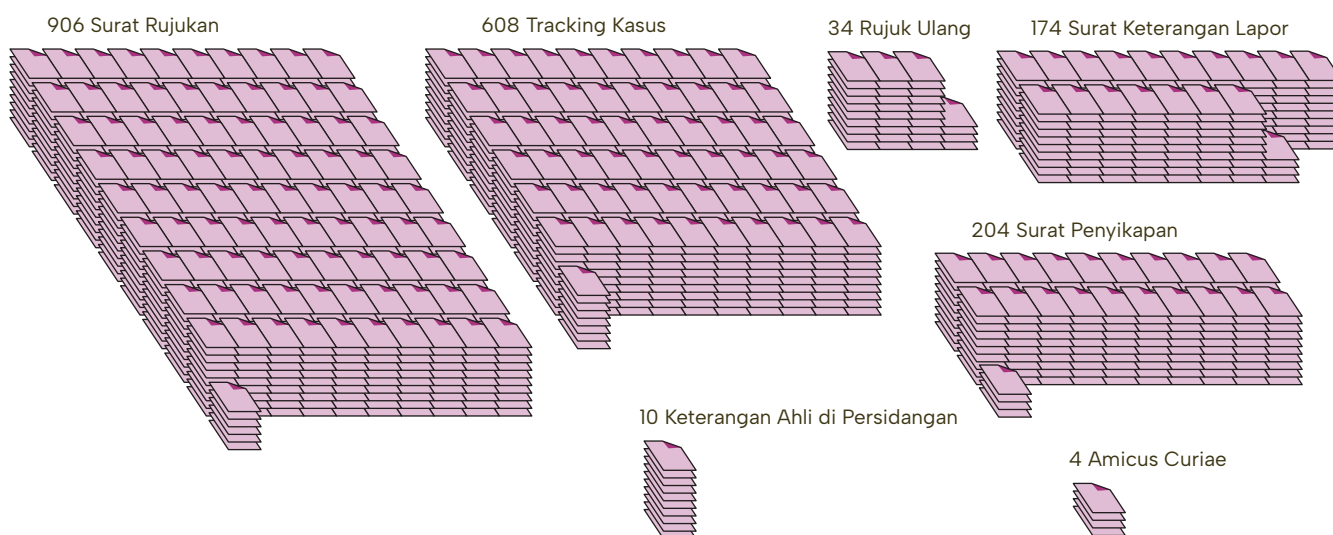 906 Surat Rujukan
608 Tracking Kasus
34 Rujuk Ulang
174 Surat Keterangan Lapor
204 Surat Penyikapan
10 Keterangan Ahli di Persidangan
4 Amicus Curiae